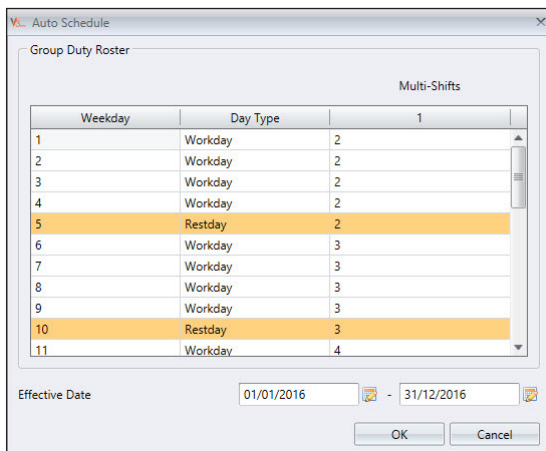 Auto Schedule
Group Duty Roster
Multi-Shifts
Weekday Day Type 1
1 Workday 2
2 Workday 2
3 Workday 2
4 Workday 2
5 Restday 2
6 Workday 3
7 Workday 3
8 Workday 3
9 Workday 3
10 Restday 3
11 Workday 4
Effective Date 01/01/2016 - 31/12/2016
OK Cancel